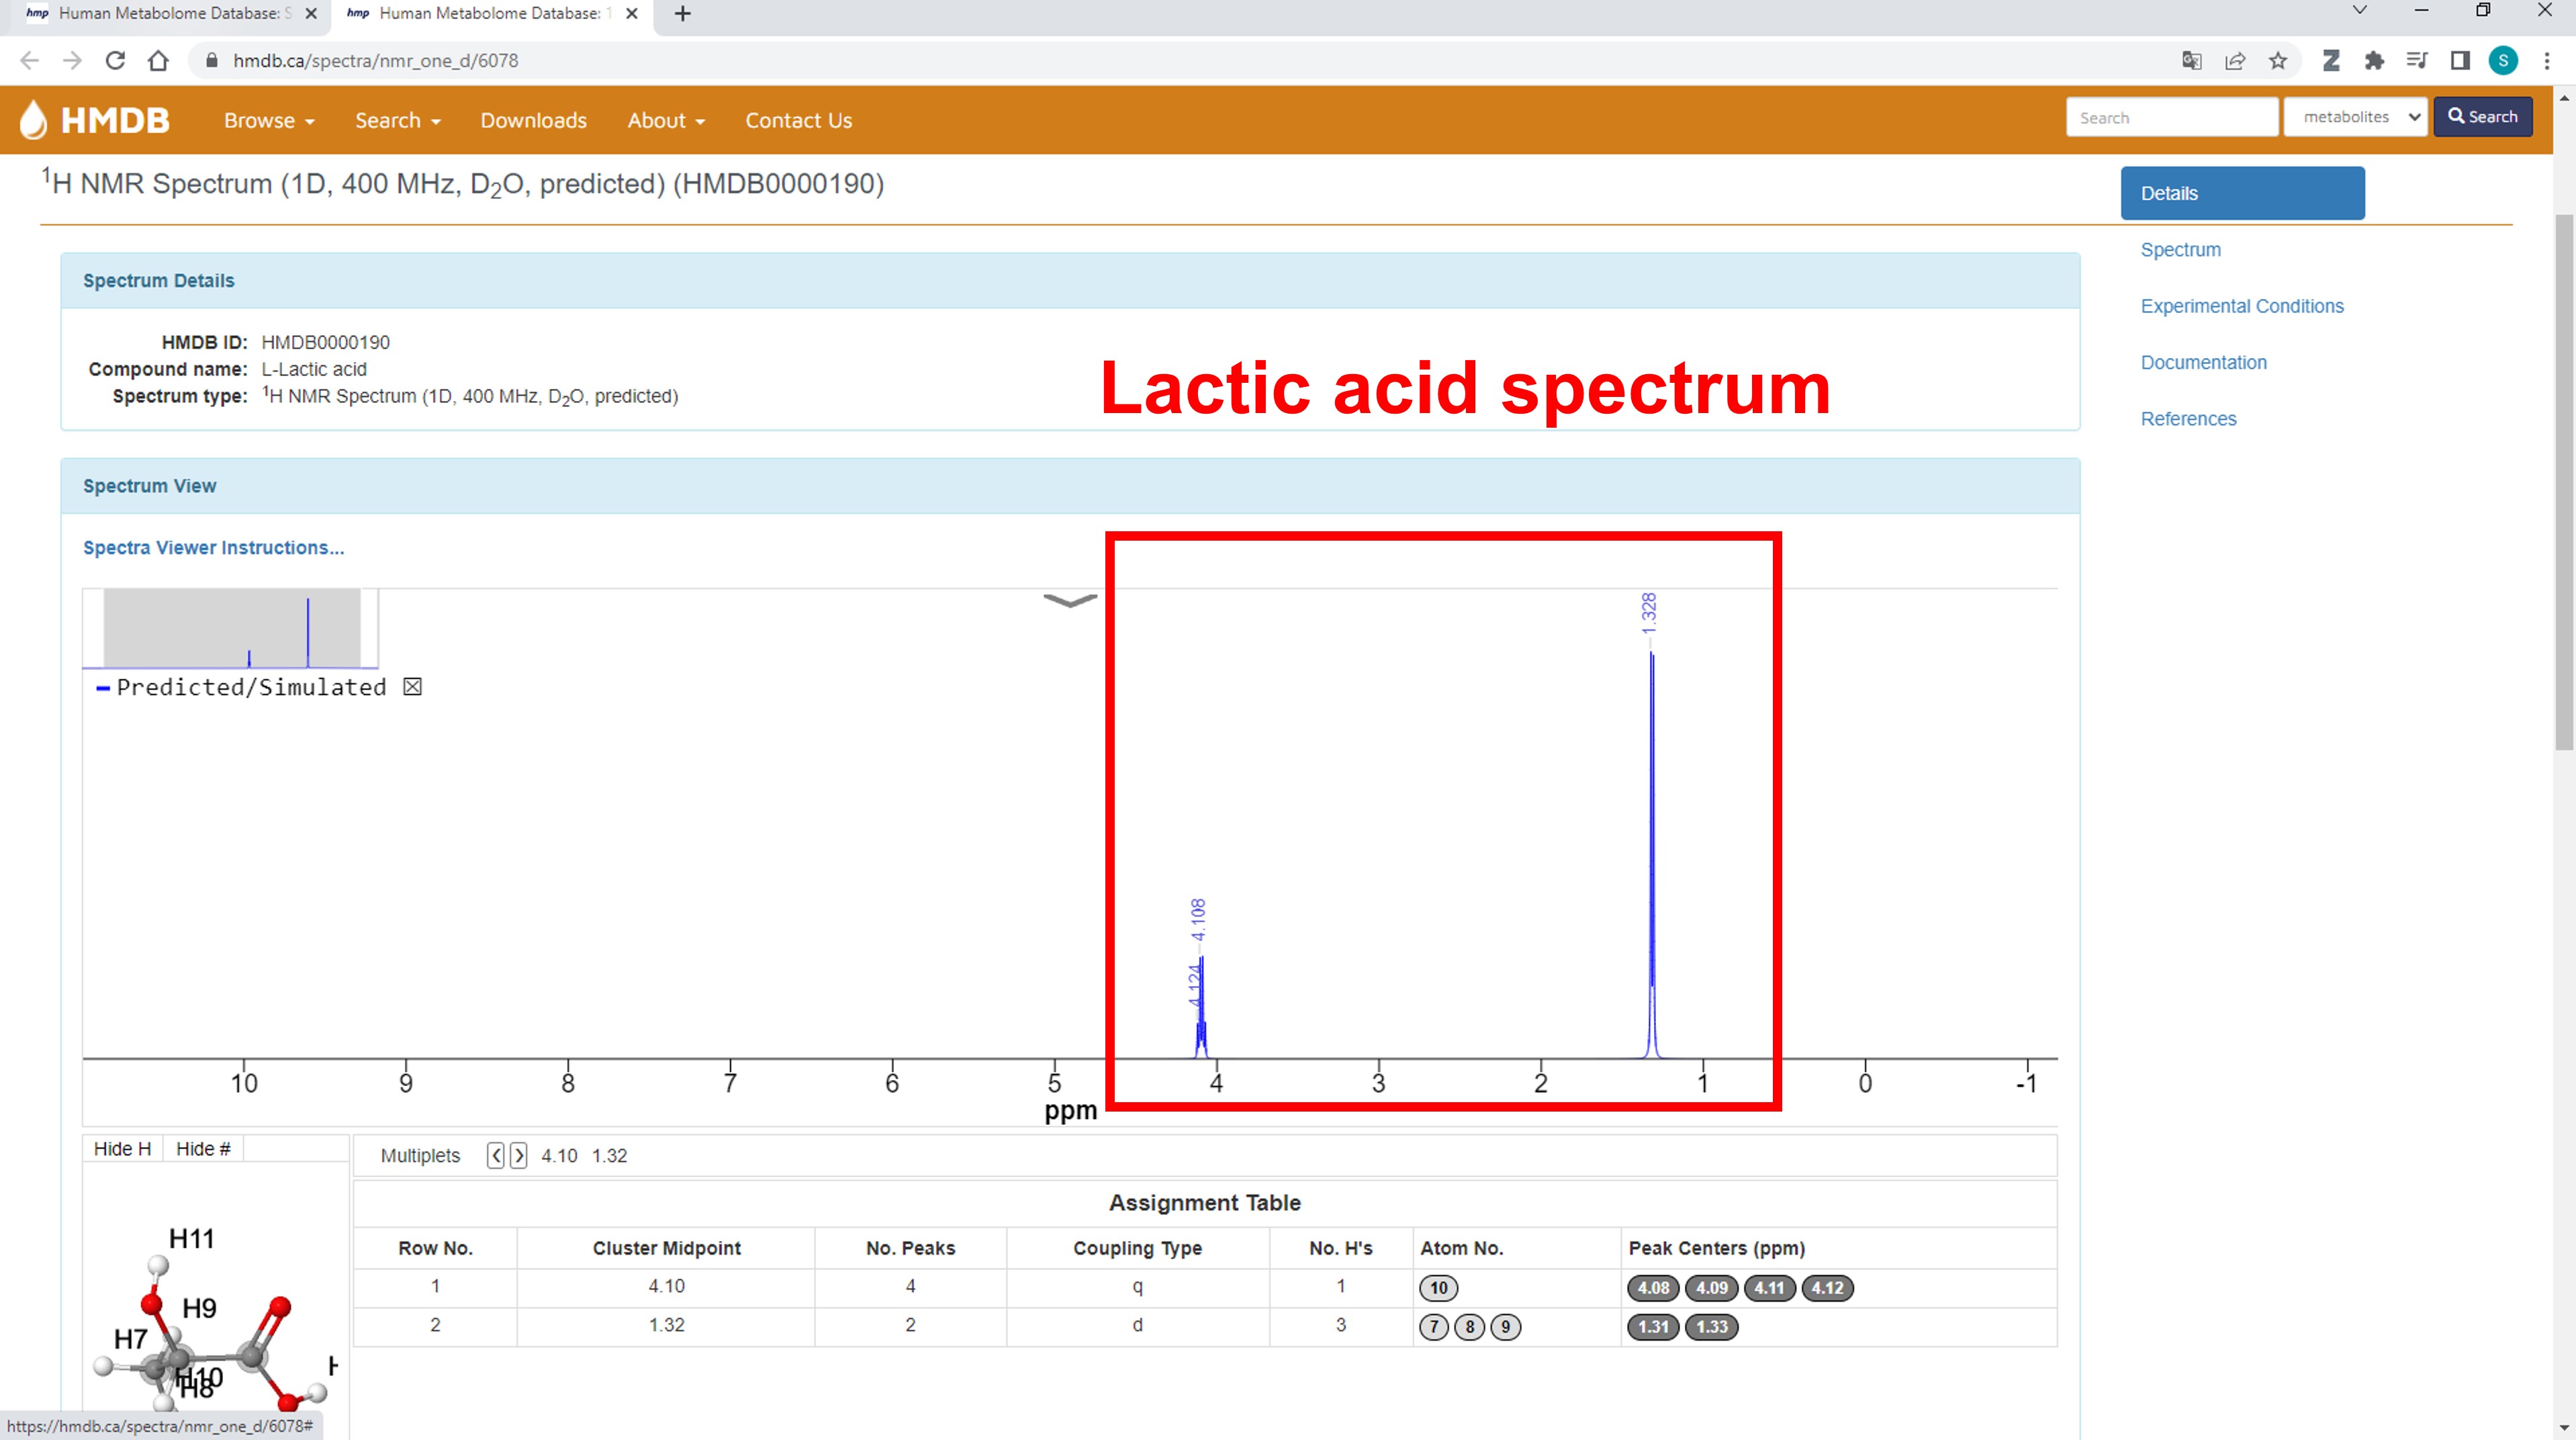 hmp Human Metabolome Database: S
hmp Human Metabolome Database: 1
hmdb.ca/spectra/nmr_one_d/6078
Z
S
HMDB Browse Search Downloads About Contact Us
Search metabolites Search
¹H NMR Spectrum (1D, 400 MHz, D₂O, predicted) (HMDB0000190)
Details
Spectrum
Experimental Conditions
Documentation
References
Spectrum Details
HMDB ID: HMDB0000190
Compound name: L-Lactic acid
Spectrum type: ¹H NMR Spectrum (1D, 400 MHz, D₂O, predicted)
Lactic acid spectrum
Spectrum View
Spectra Viewer Instructions...
Predicted/Simulated
1.328
4.108
4.124
10 9 8 7 6 5 4 3 2 1 0 -1
ppm
Hide H Hide #
Multiplets 4.10 1.32
Assignment Table
Row No. Cluster Midpoint No. Peaks Coupling Type No. H's Atom No. Peak Centers (ppm)
1 4.10 4 q 1 10 4.08 4.09 4.11 4.12
2 1.32 2 d 3 7 8 9 1.31 1.33
H11
H9
H7
H10
H8
https://hmdb.ca/spectra/nmr_one_d/6078#